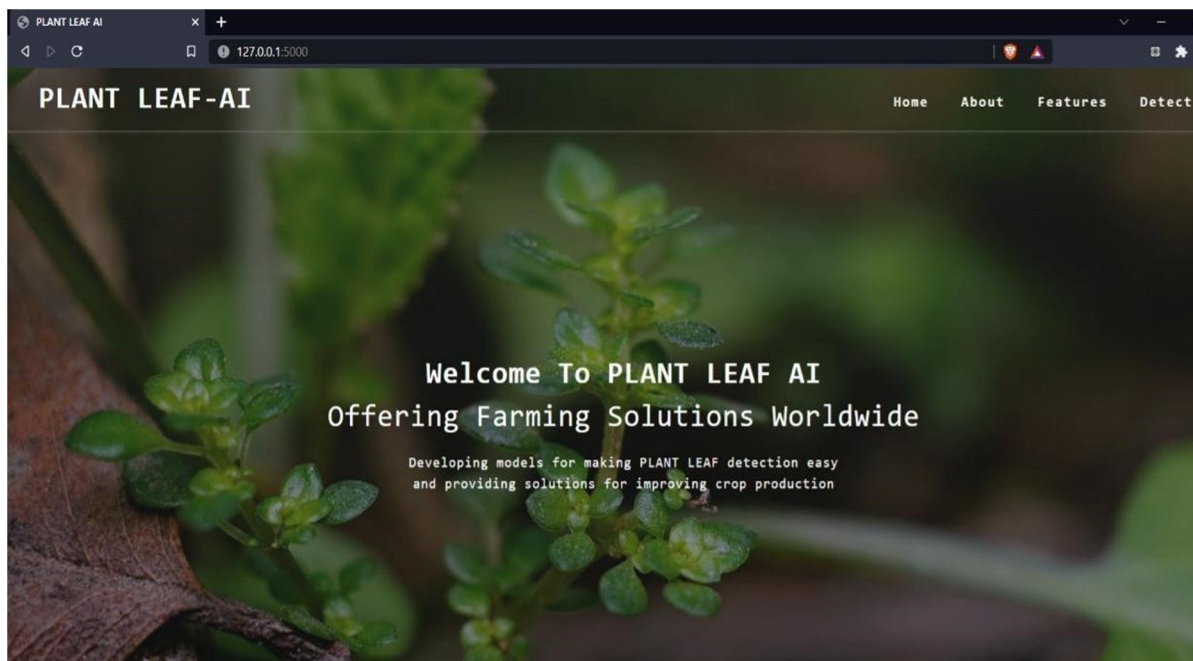 PLANT LEAF AI
127.0.0.1:5000
PLANT LEAF-AI
Home About Features Detect
Welcome To PLANT LEAF AI
Offering Farming Solutions Worldwide
Developing models for making PLANT LEAF detection easy
and providing solutions for improving crop production